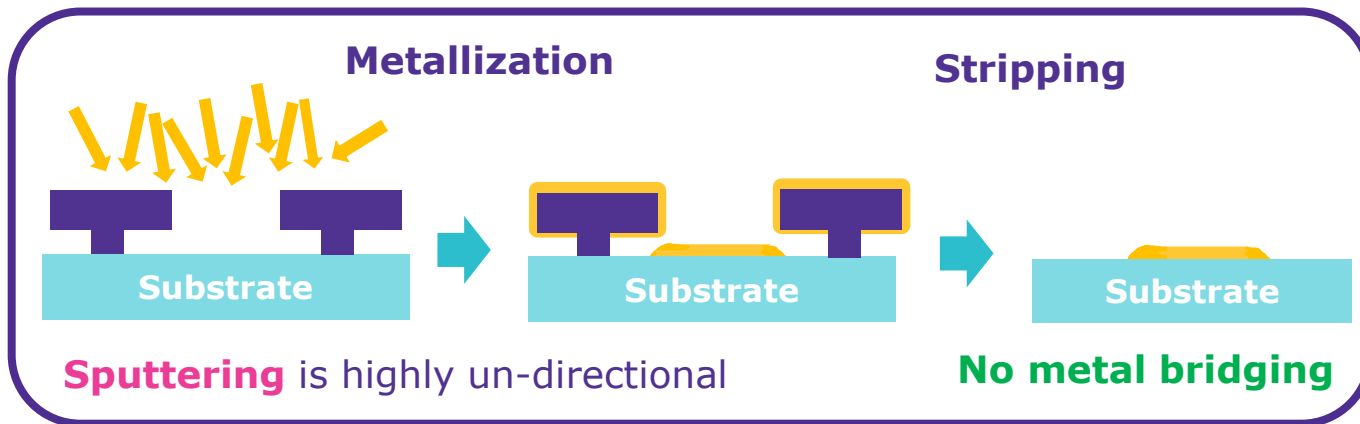 Metallization
Stripping
Substrate
Substrate
Substrate
Sputtering is highly un-directional
No metal bridging